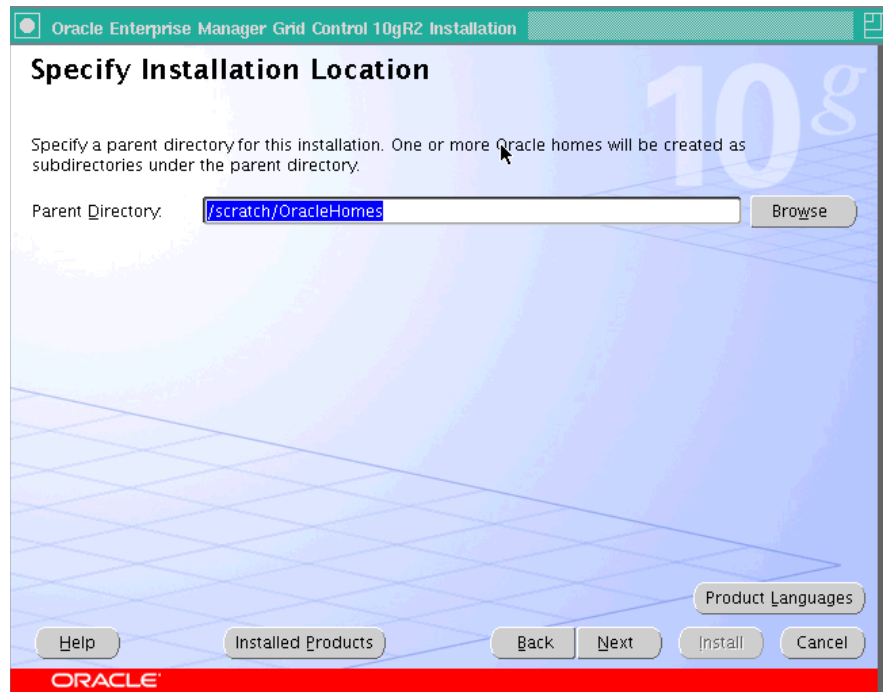 Oracle Enterprise Manager Grid Control 10gR2 Installation
Specify Installation Location
10g
Specify a parent directory for this installation. One or more Oracle homes will be created as
subdirectories under the parent directory.
Parent Directory: /scratch/OracleHomes Browse
Product Languages
Help Installed Products Back Next Install Cancel
ORACLE